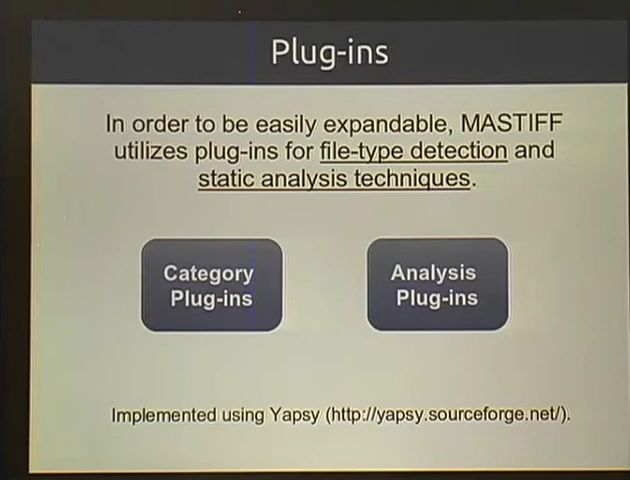 Plug-ins
In order to be easily expandable, MASTIFF
utilizes plug-ins for file-type detection and
static analysis techniques.
Category
Plug-ins
Analysis
Plug-ins
Implemented using Yapsy (http://yapsy.sourceforge.net/).